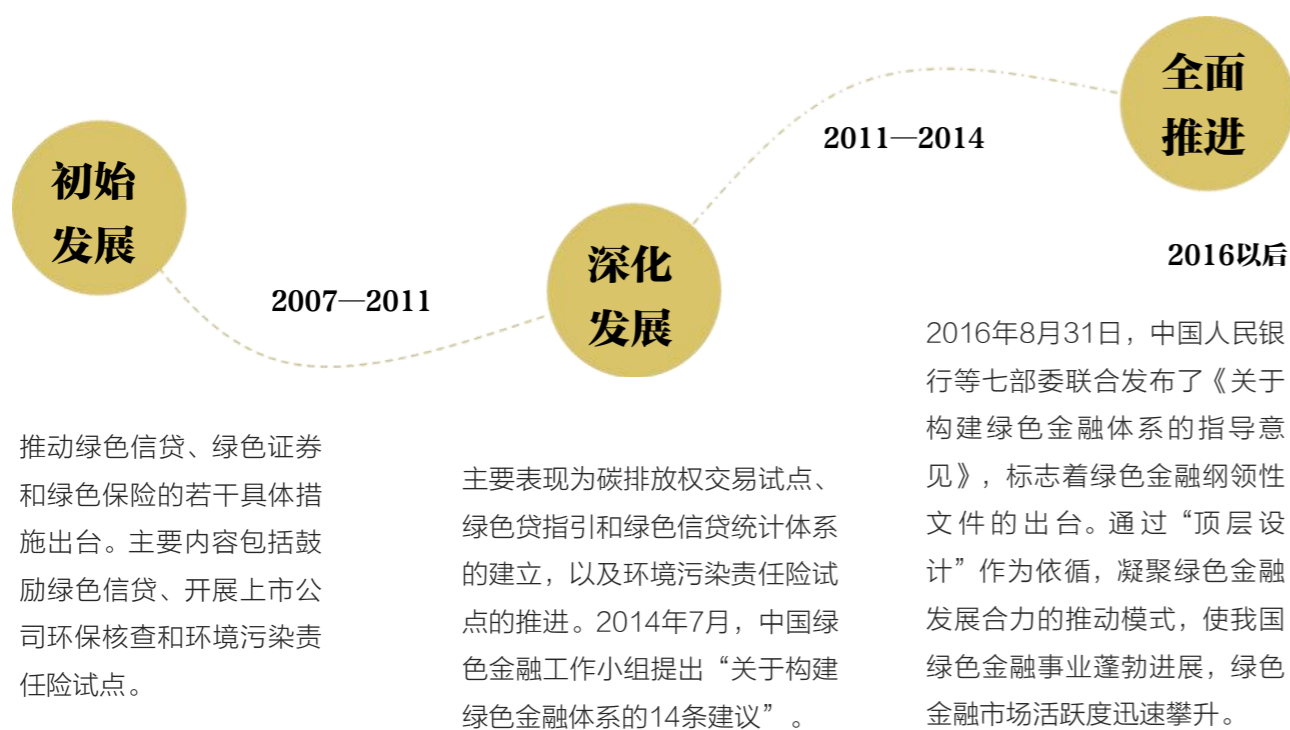 初始
发展
2007—2011
推动绿色信贷、绿色证券
和绿色保险的若干具体措
施出台。主要内容包括鼓
励绿色信贷、开展上市公
司环保核查和环境污染责
任险试点。
深化
发展
2011—2014
主要表现为碳排放权交易试点、
绿色贷指引和绿色信贷统计体系
的建立，以及环境污染责任险试
点的推进。2014年7月，中国绿
色金融工作小组提出“关于构建
绿色金融体系的14条建议”。
全面
推进
2016以后
2016年8月31日，中国人民银
行等七部委联合发布了《关于
构建绿色金融体系的指导意
见》，标志着绿色金融纲领性
文件的出台。通过“顶层设
计”作为依循，凝聚绿色金融
发展合力的推动模式，使我国
绿色金融事业蓬勃进展，绿色
金融市场活跃度迅速攀升。